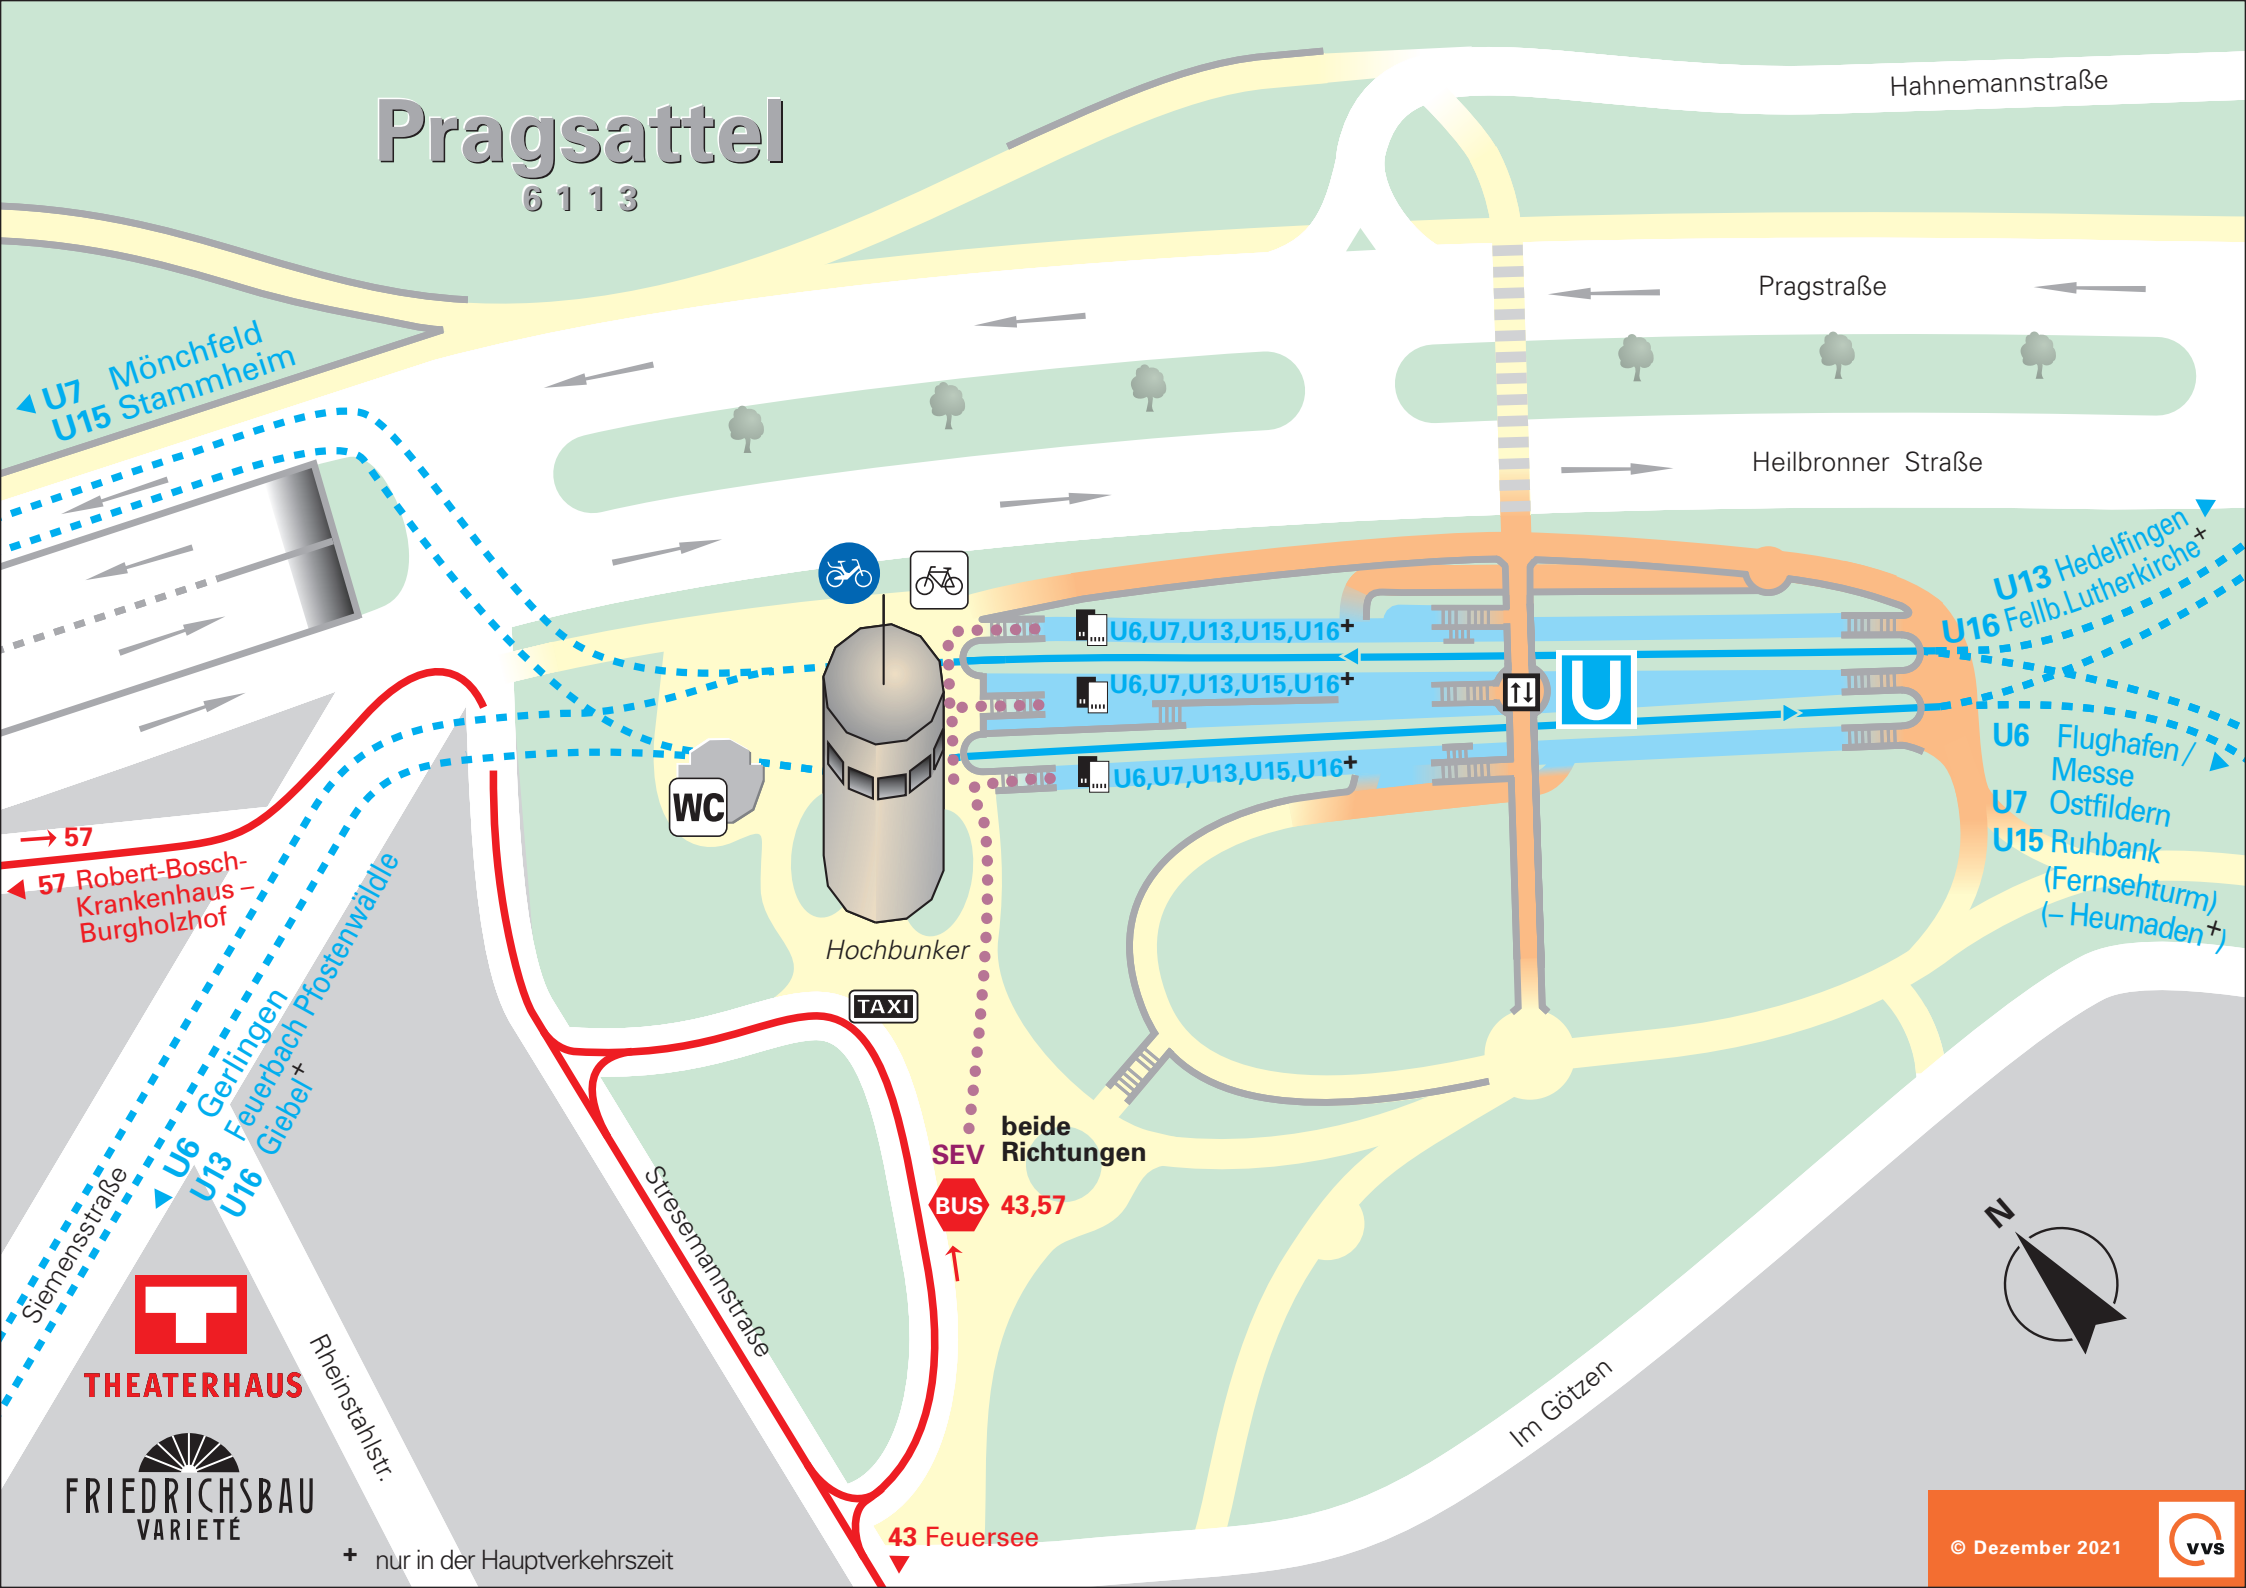 Pragsattel
6113
Hahnemannstraße
Pragstraße
Heilbronner Straße
U7 Mönchfeld
U15 Stammheim
U13 Hedelfingen
U16 Fellb.Lutherkirche+
U6,U7,U13,U15,U16+
U6,U7,U13,U15,U16+
U6,U7,U13,U15,U16+
U
U6 Flughafen /
Messe
U7 Ostfildern
U15 Ruhbank
(Fernsehturm)
(– Heumaden+)
WC
57
57 Robert-Bosch-
Krankenhaus –
Burgholzhof
Hochbunker
TAXI
U6 Gerlingen
U13 Feuerbach Pfostenwäldle
U16 Giebel+
Siemensstraße
SEV beide
Richtungen
BUS 43,57
Stresemannstraße
Rheinstahlstr.
Im Götzen
N
THEATERHAUS
FRIEDRICHSBAU
VARIETÉ
43 Feuersee
+ nur in der Hauptverkehrszeit
© Dezember 2021
vvs